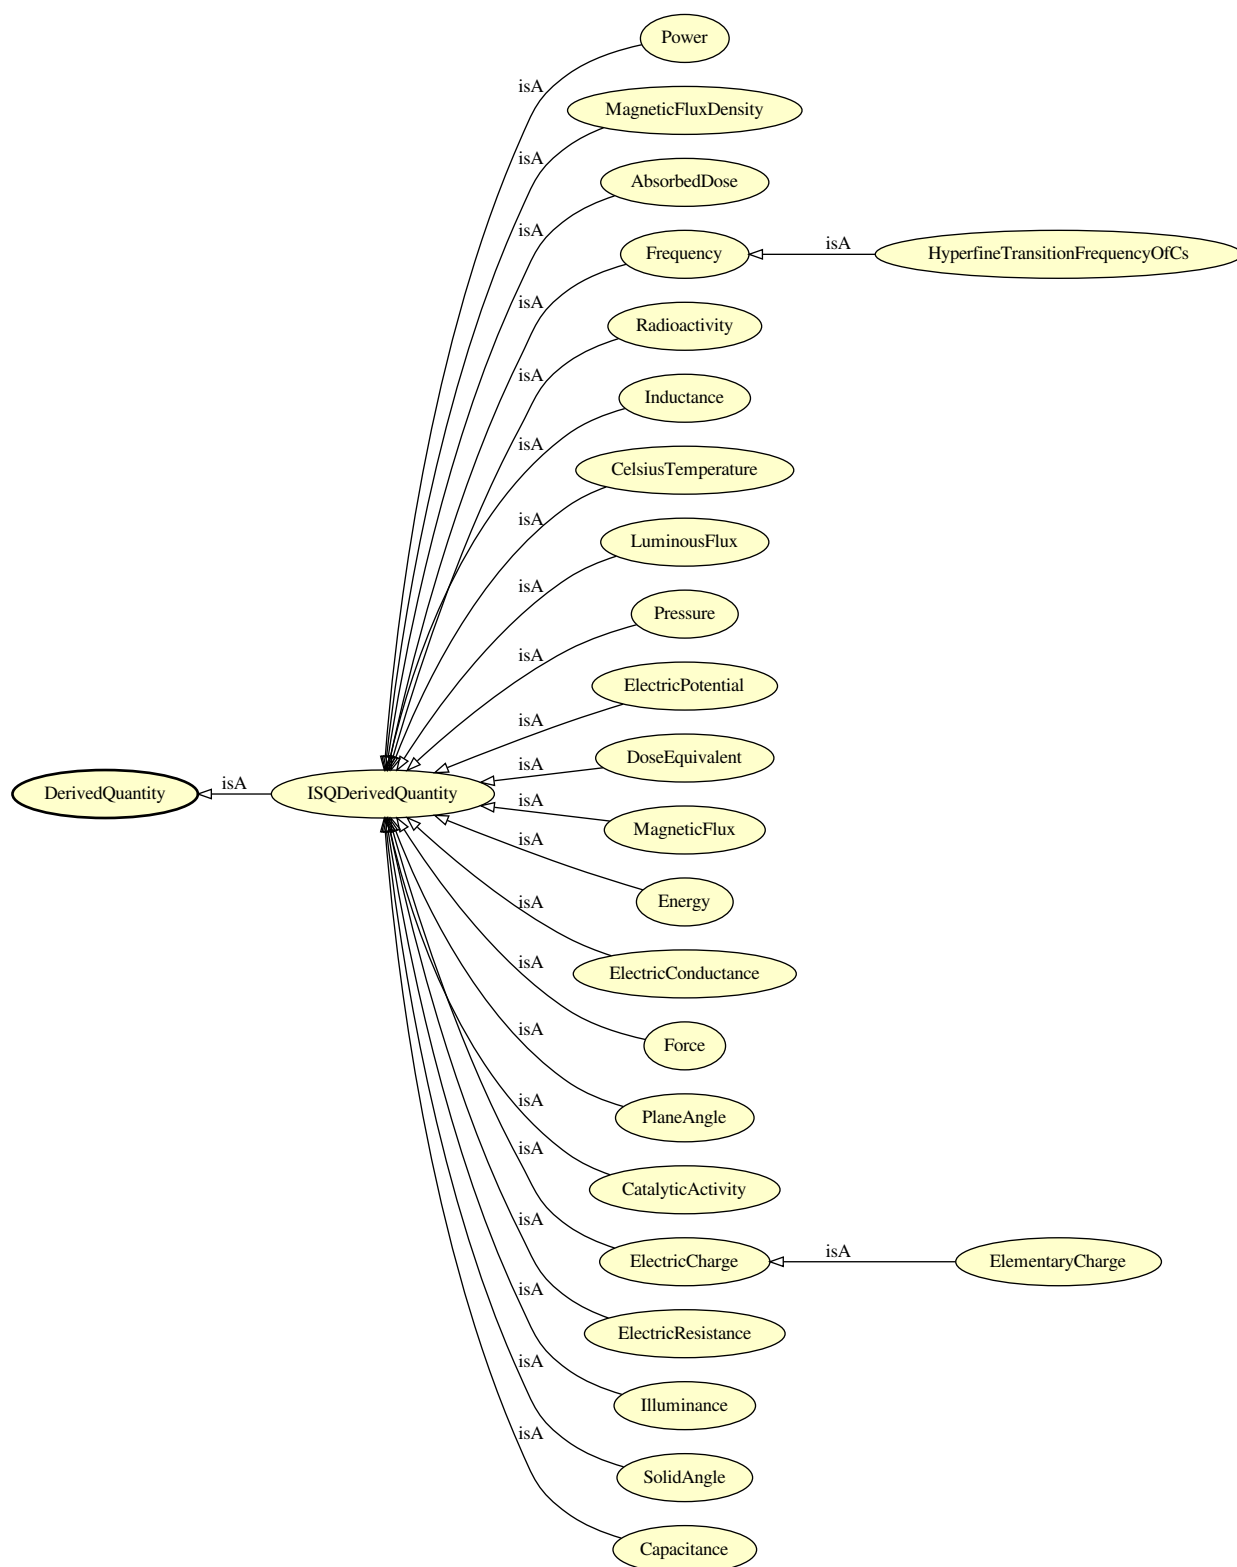 Power
isA
MagneticFluxDensity
isA
AbsorbedDose
isA
Frequency
isA
HyperfineTransitionFrequencyOfCs
isA
Radioactivity
isA
Inductance
isA
CelsiusTemperature
isA
LuminousFlux
isA
Pressure
isA
ElectricPotential
isA
DoseEquivalent
isA
DerivedQuantity
isA
ISQDerivedQuantity
isA
MagneticFlux
isA
Energy
isA
ElectricConductance
isA
Force
isA
PlaneAngle
isA
CatalyticActivity
isA
ElectricCharge
isA
ElementaryCharge
isA
ElectricResistance
isA
Illuminance
isA
SolidAngle
isA
Capacitance